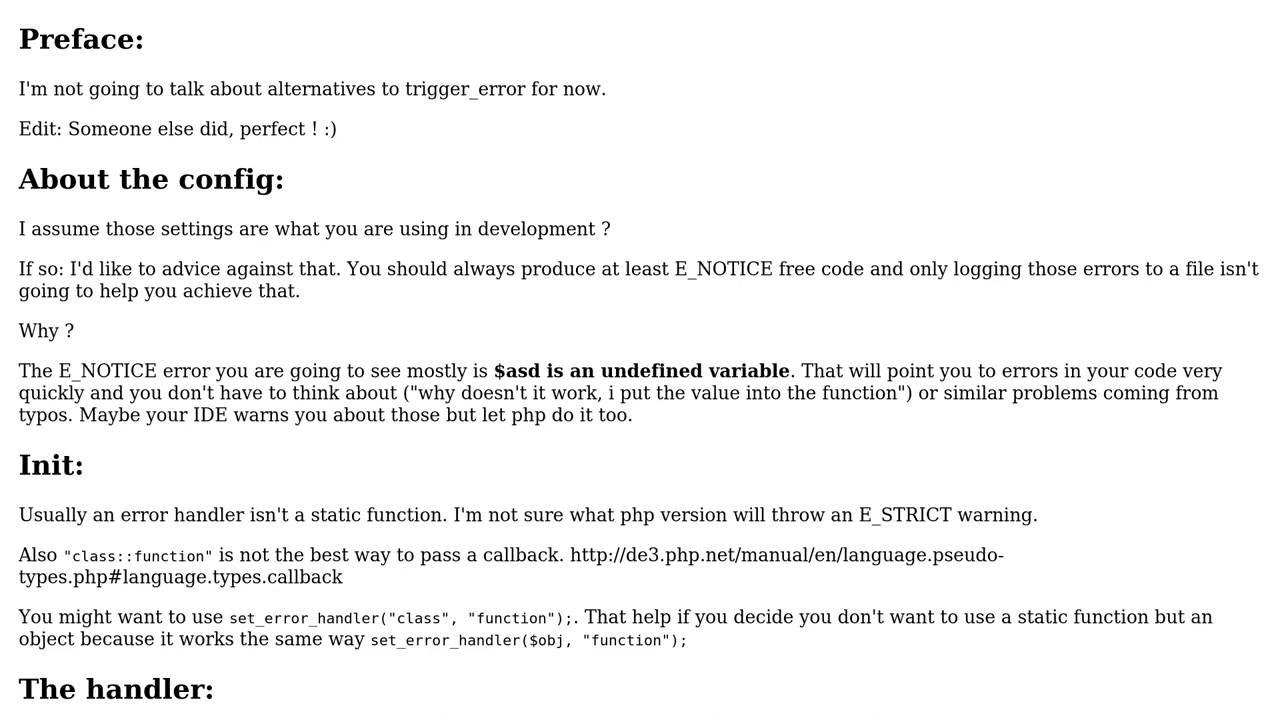 Preface:
I'm not going to talk about alternatives to trigger_error for now.
Edit: Someone else did, perfect ! :)
About the config:
I assume those settings are what you are using in development ?
If so: I'd like to advice against that. You should always produce at least E_NOTICE free code and only logging those errors to a file isn't
going to help you achieve that.
Why ?
The E_NOTICE error you are going to see mostly is $asd is an undefined variable. That will point you to errors in your code very
quickly and you don't have to think about ("why doesn't it work, i put the value into the function") or similar problems coming from
typos. Maybe your IDE warns you about those but let php do it too.
Init:
Usually an error handler isn't a static function. I'm not sure what php version will throw an E_STRICT warning.
Also "class::function" is not the best way to pass a callback. http://de3.php.net/manual/en/language.pseudo-
types.php#language.types.callback
You might want to use set_error_handler("class", "function");. That help if you decide you don't want to use a static function but an
object because it works the same way set_error_handler($obj, "function");
The handler: